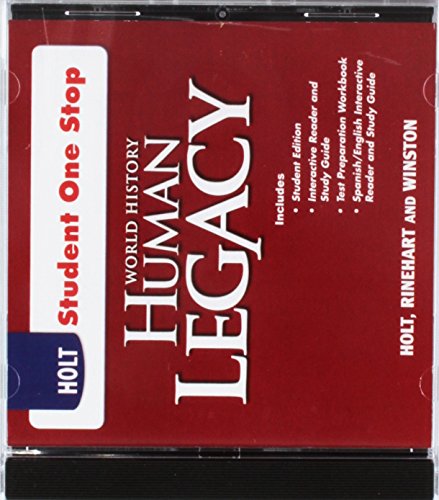 HOLT
Student One Stop
WORLD HISTORY
HUMAN
LEGACY
Includes
• Student Edition
• Interactive Reader and
Study Guide
• Test Preparation Workbook
• Spanish/English Interactive
Reader and Study Guide
HOLT, RINEHART AND WINSTON